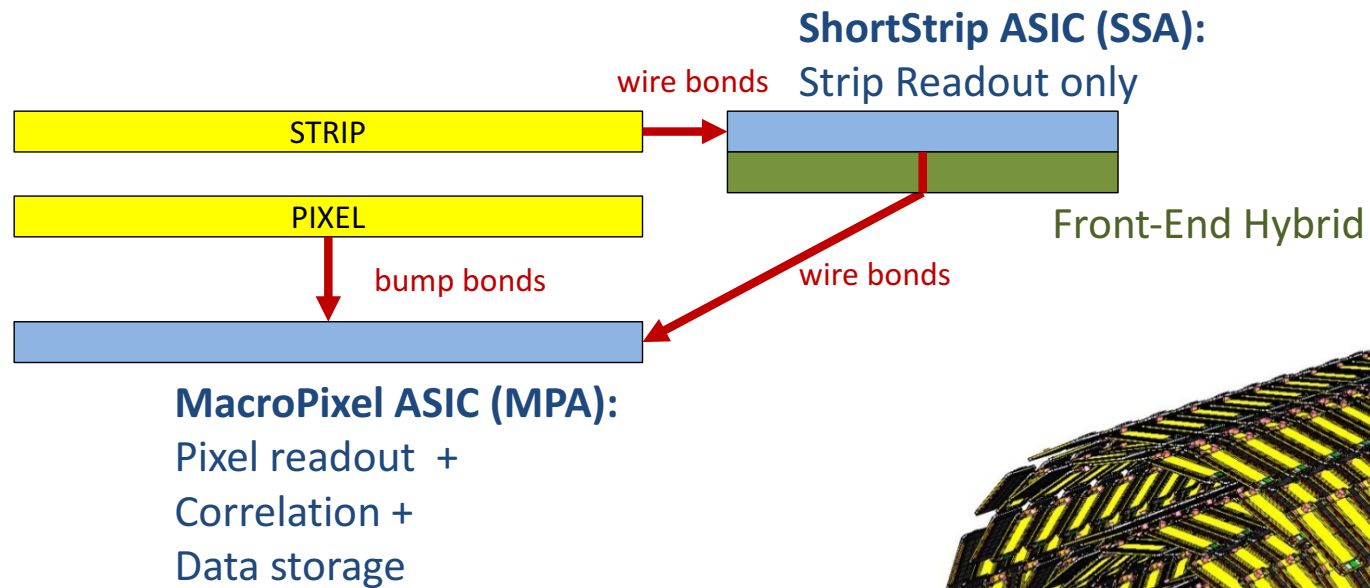 ShortStrip ASIC (SSA):
wire bonds
Strip Readout only
STRIP
PIXEL
Front-End Hybrid
bump bonds
wire bonds
MacroPixel ASIC (MPA):
Pixel readout +
Correlation +
Data storage